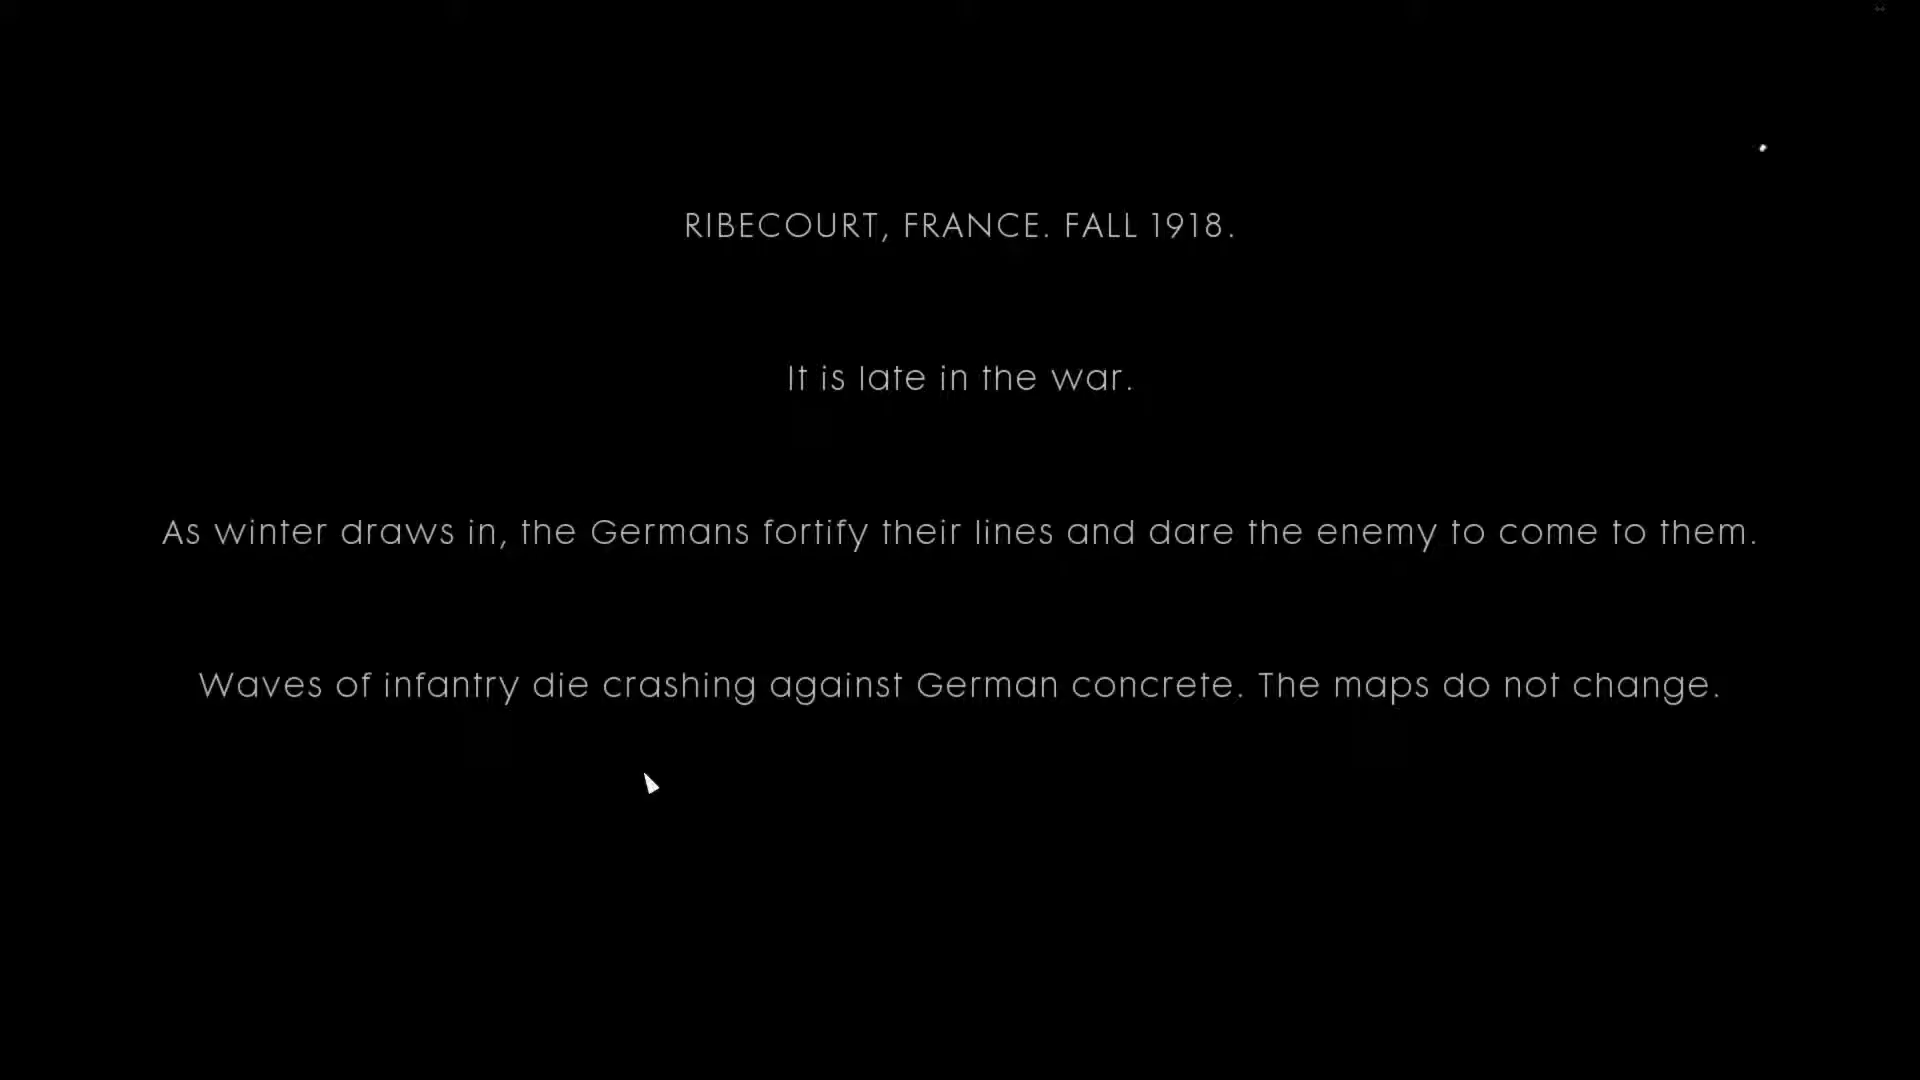 RIBECOURT, FRANCE. FALL 1918.
It is late in the war.
As winter draws in, the Germans fortify their lines and dare the enemy to come to them.
Waves of infantry die crashing against German concrete. The maps do not change.